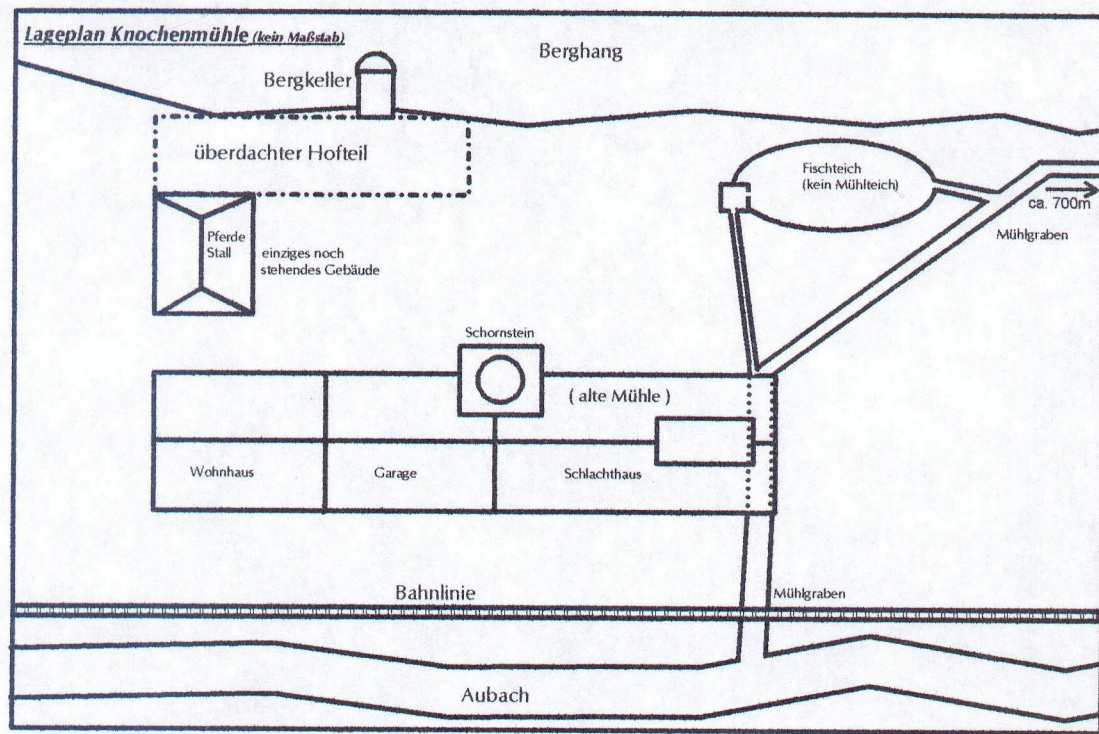 Lageplan Knochenmühle (kein Maßstab)
Berghang
Bergkeller
überdachter Hofteil
Fischteich
(kein Mühlteich)
ca. 700m
Mühlgraben
Pferde
Stall
einziges noch
stehendes Gebäude
Schornstein
( alte Mühle )
Wohnhaus
Garage
Schlachthaus
Bahnlinie
Mühlgraben
Aubach